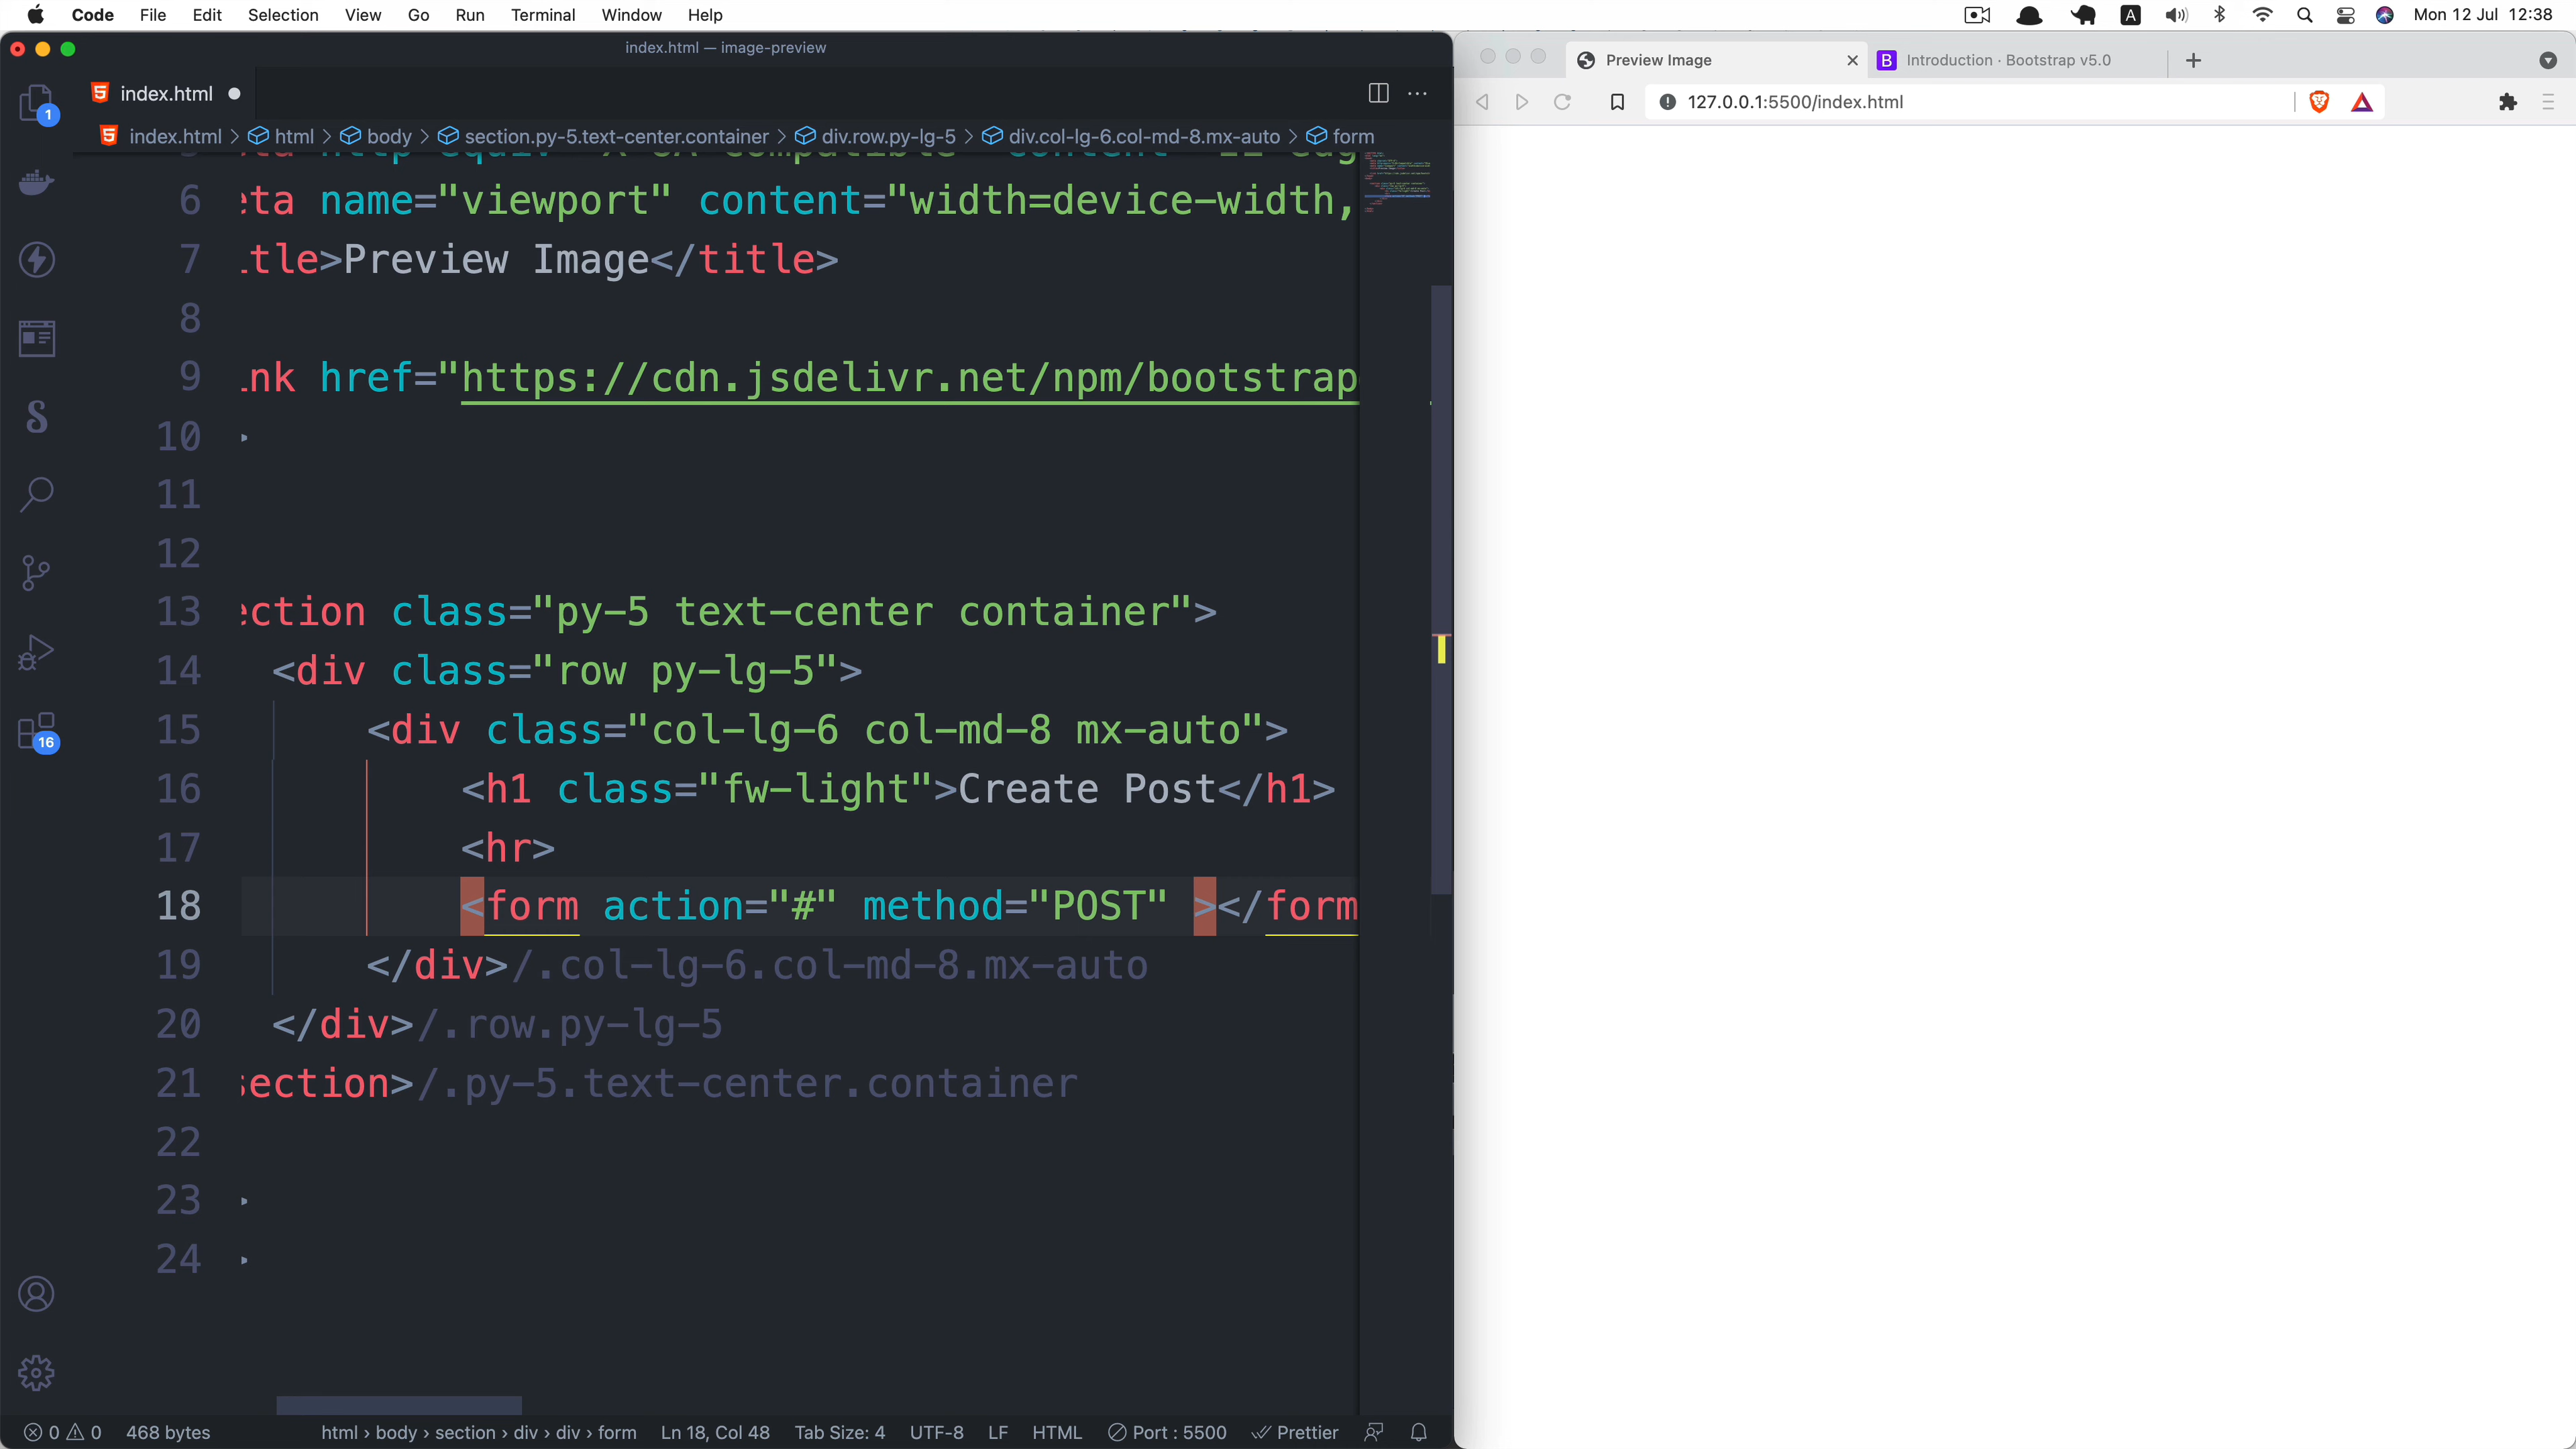 Code File Edit Selection View Go Run Terminal Window Help
A Mon 12 Jul 12:38
index.html — image-preview
index.html
index.html > html > body > section.py-5.text-center.container > div.row.py-lg-5 > div.col-lg-6.col-md-8.mx-auto > form
6 eta name="viewport" content="width=device-width,
7 itle>Preview Image</title>
8
9 ink href="https://cdn.jsdelivr.net/npm/bootstrap
10 >
11
12
13 ection class="py-5 text-center container">
14 <div class="row py-lg-5">
15 <div class="col-lg-6 col-md-8 mx-auto">
16 <h1 class="fw-light">Create Post</h1>
17 <hr>
18 <form action="#" method="POST" ></form
19 </div>/.col-lg-6.col-md-8.mx-auto
20 </div>/.row.py-lg-5
21 section>/.py-5.text-center.container
22
23 >
24 >
1
16
0 0 468 bytes html › body › section › div › div › form Ln 18, Col 48 Tab Size: 4 UTF-8 LF HTML Port : 5500 Prettier
Preview Image
B Introduction · Bootstrap v5.0
127.0.0.1:5500/index.html